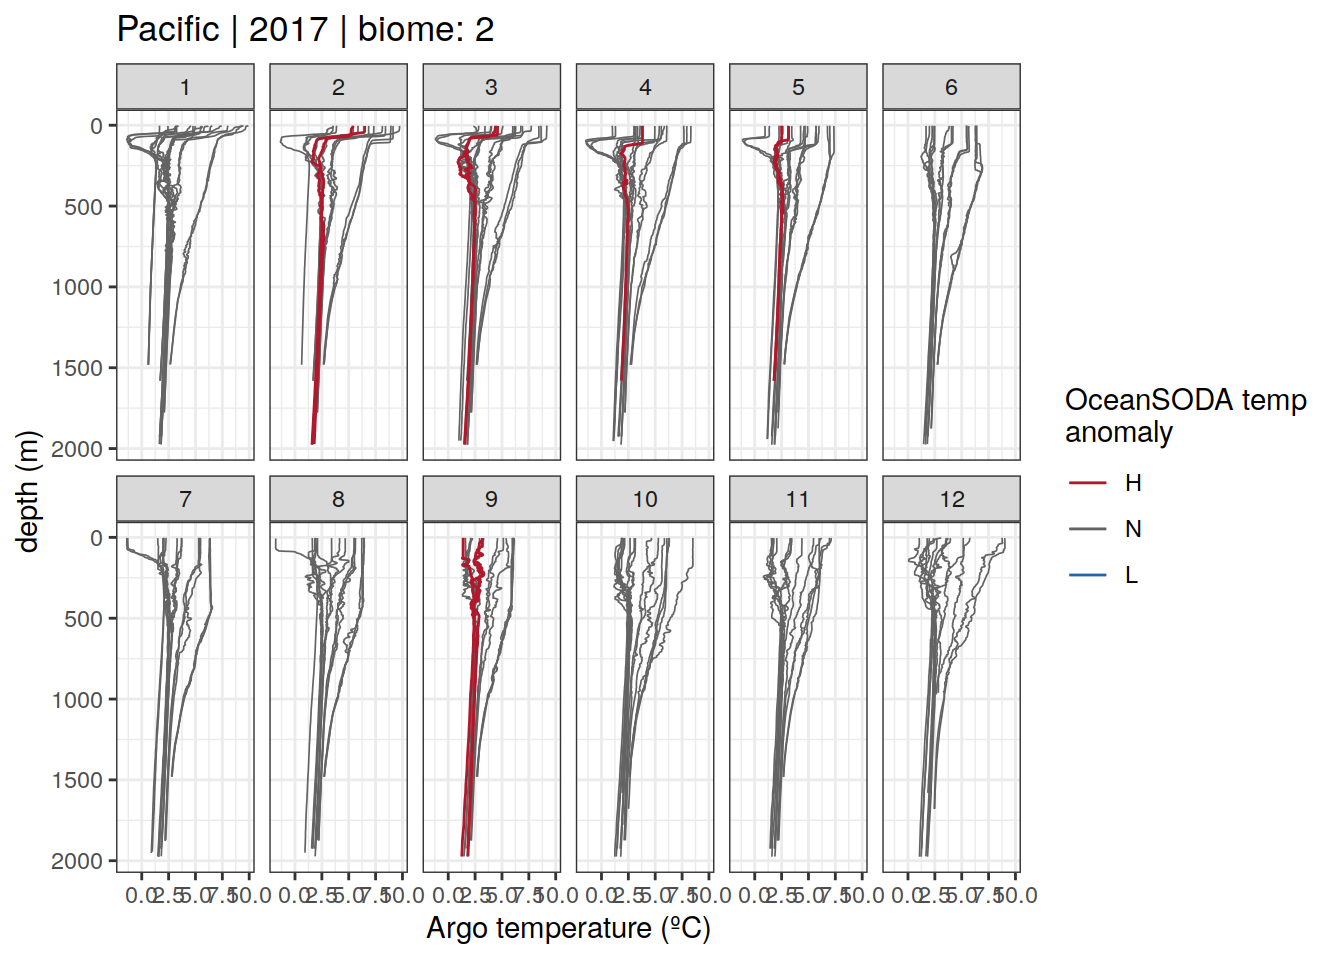 Pacific | 2017 | biome: 2
1 2 3 4 5 6
0
500
1000
1500
2000
7 8 9 10 11 12
0
500
1000
1500
2000
0.0 2.5 5.0 7.5 10.0 0.0 2.5 5.0 7.5 10.0 0.0 2.5 5.0 7.5 10.0 0.0 2.5 5.0 7.5 10.0 0.0 2.5 5.0 7.5 10.0 0.0 2.5 5.0 7.5 10.0
Argo temperature (ºC)
depth (m)
OceanSODA temp
anomaly
H
N
L